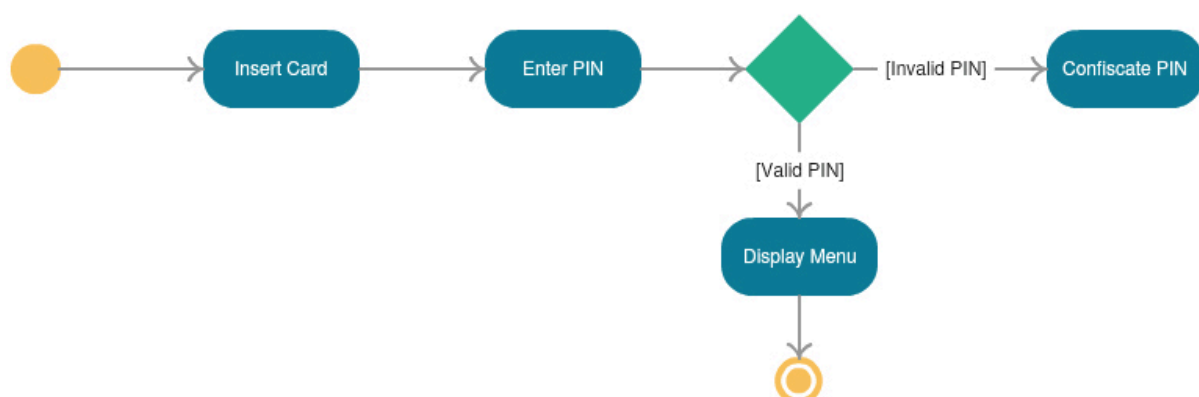 Insert Card
Enter PIN
[Invalid PIN]
Confiscate PIN
[Valid PIN]
Display Menu